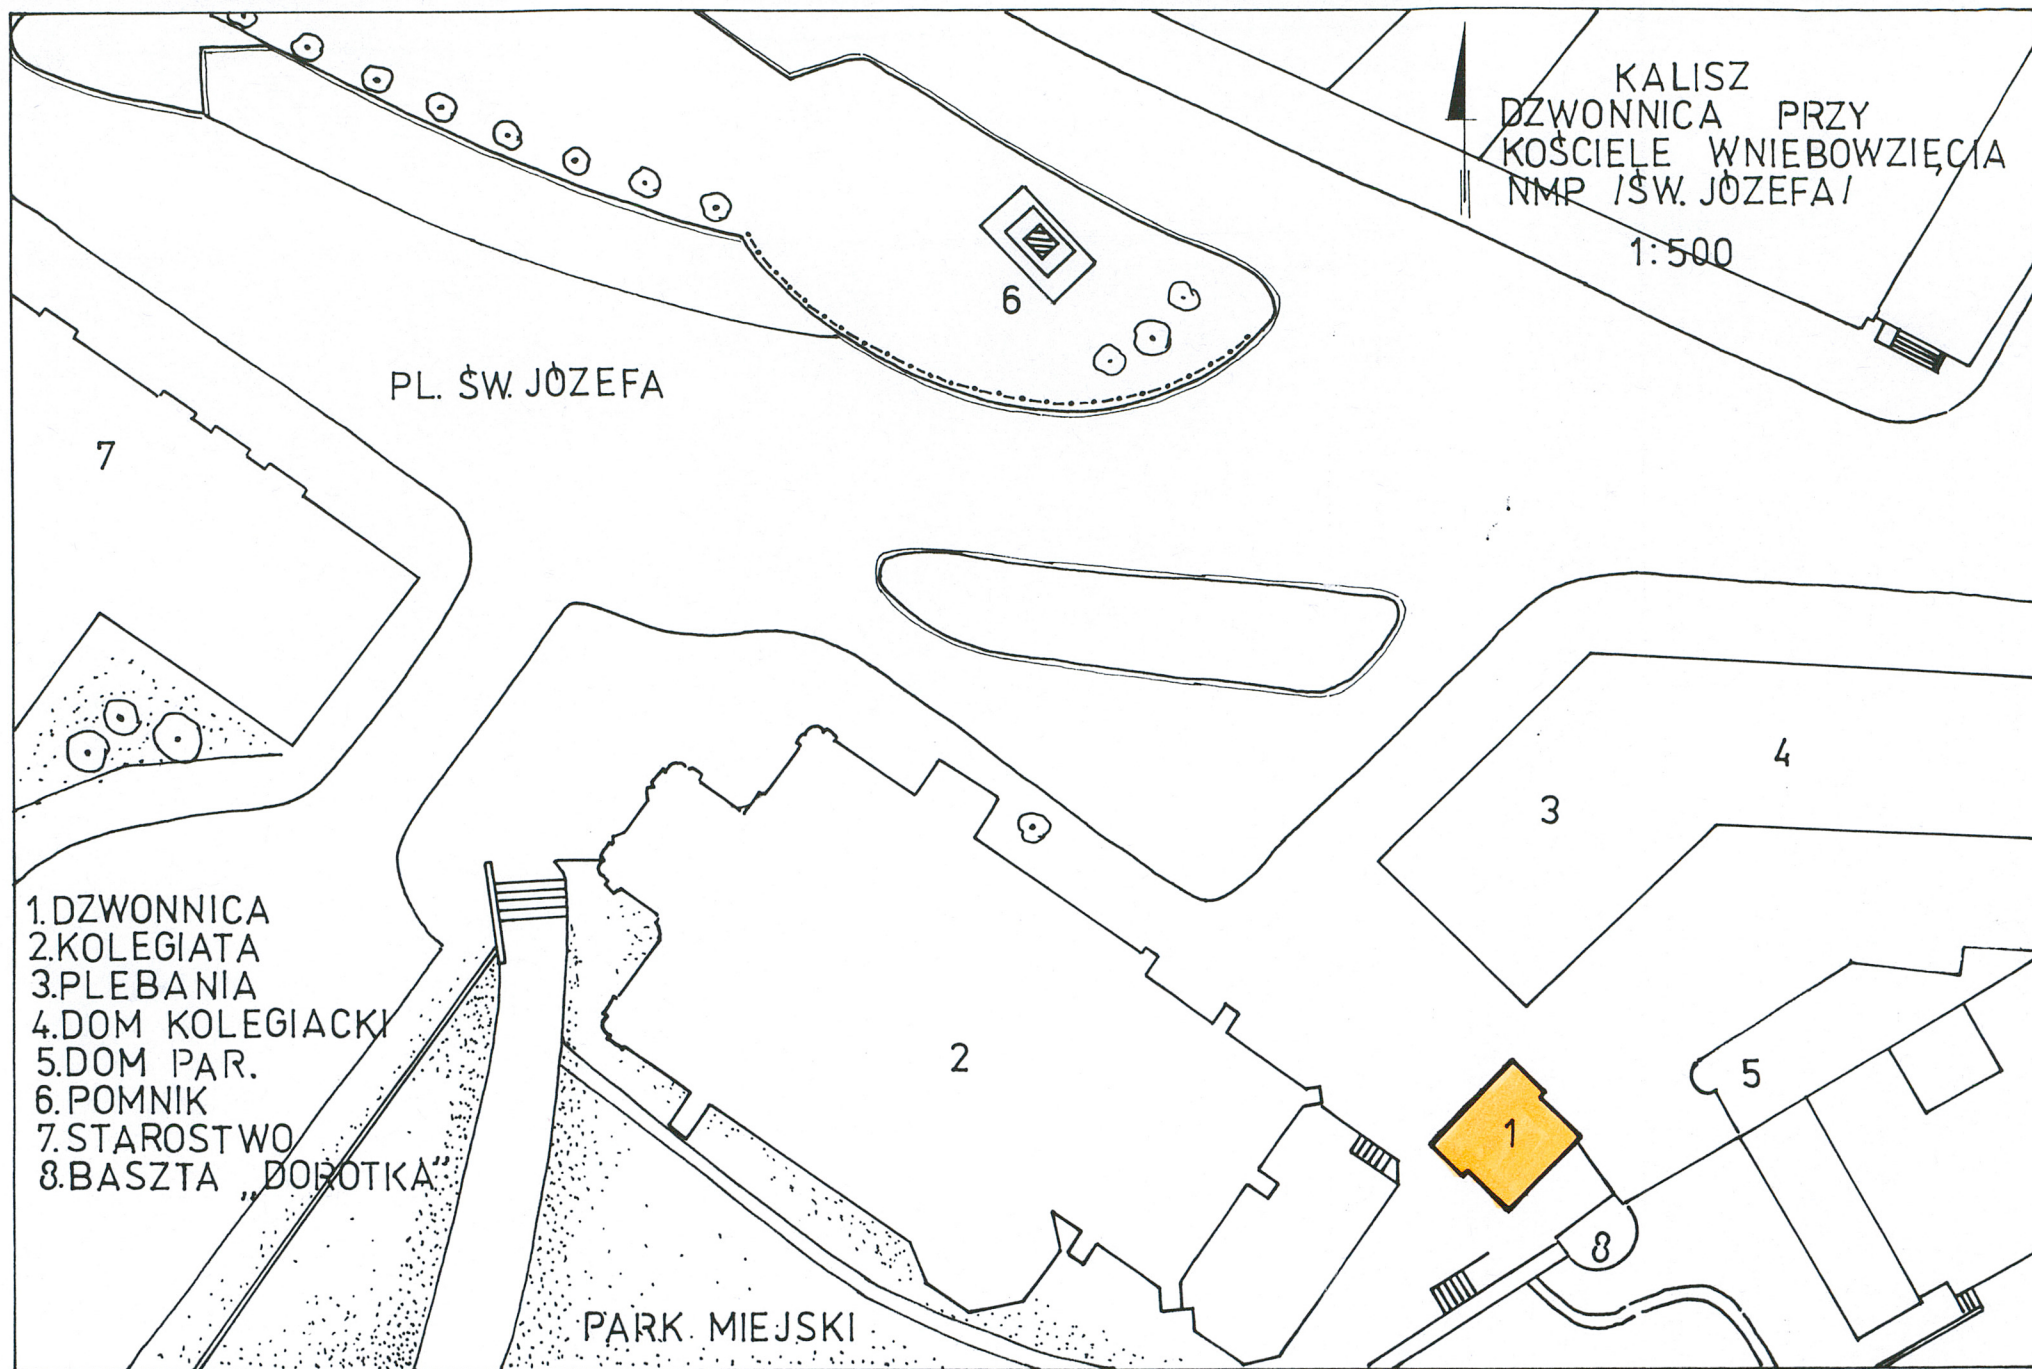 KALISZ
DZWONNICA PRZY
KOŚCIELE WNIEBOWZIĘCIA
NMP /ŚW. JÓZEFA/
1:500
6
PL. ŚW. JÓZEFA
7
4
3
1.DZWONNICA
2.KOLEGIATA
3.PLEBANIA
4.DOM KOLEGIACKI
5.DOM PAR.
6.POMNIK
7.STAROSTWO
8.BASZTA „DOROTKA”
2
5
1
8
PARK MIEJSKI